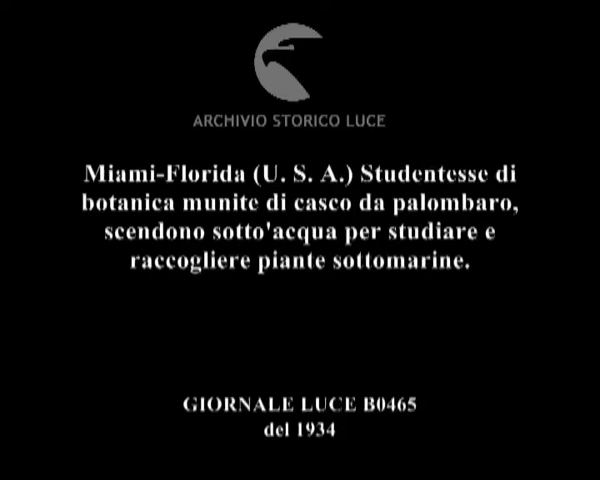 ARCHIVIO STORICO LUCE
Miami-Florida (U. S. A.) Studentesse di
botanica munite di casco da palombaro,
scendono sotto'acqua per studiare e
raccogliere piante sottomarine.
GIORNALE LUCE B0465
del 1934